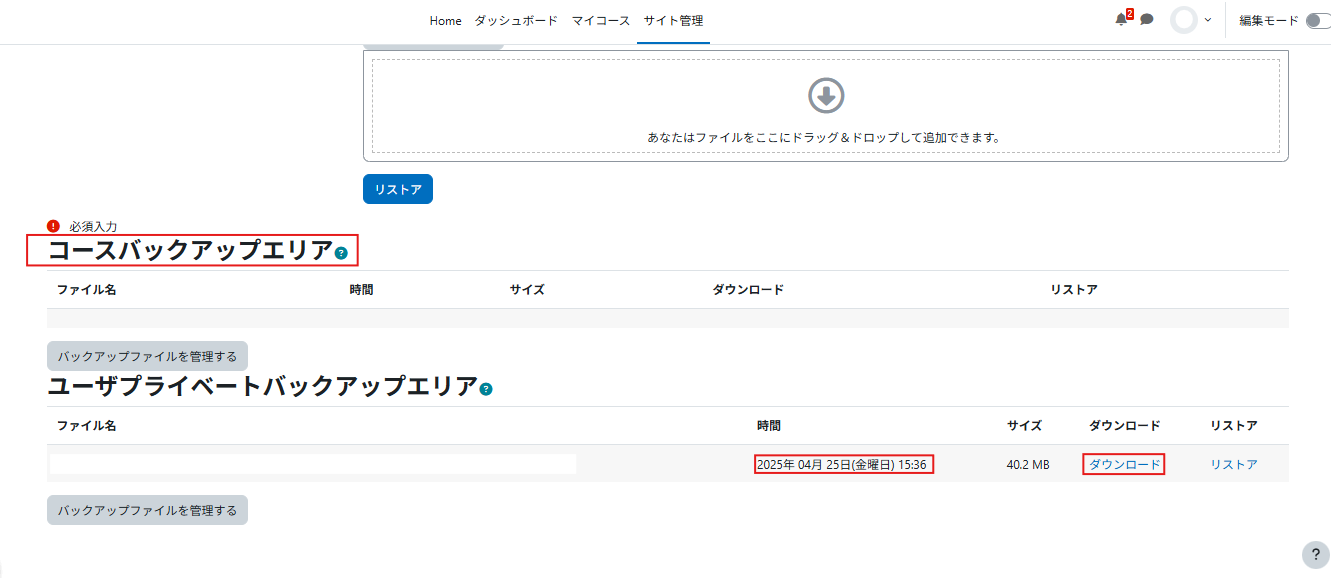 Home ダッシュボード マイコース サイト管理 2 編集モード
あなたはファイルをここにドラッグ＆ドロップして追加できます。
リストア
必須入力
コースバックアップエリア
ファイル名 時間 サイズ ダウンロード リストア
バックアップファイルを管理する
ユーザプライベートバックアップエリア
ファイル名 時間 サイズ ダウンロード リストア
2025年 04月 25日(金曜日) 15:36 40.2 MB ダウンロード リストア
バックアップファイルを管理する
?